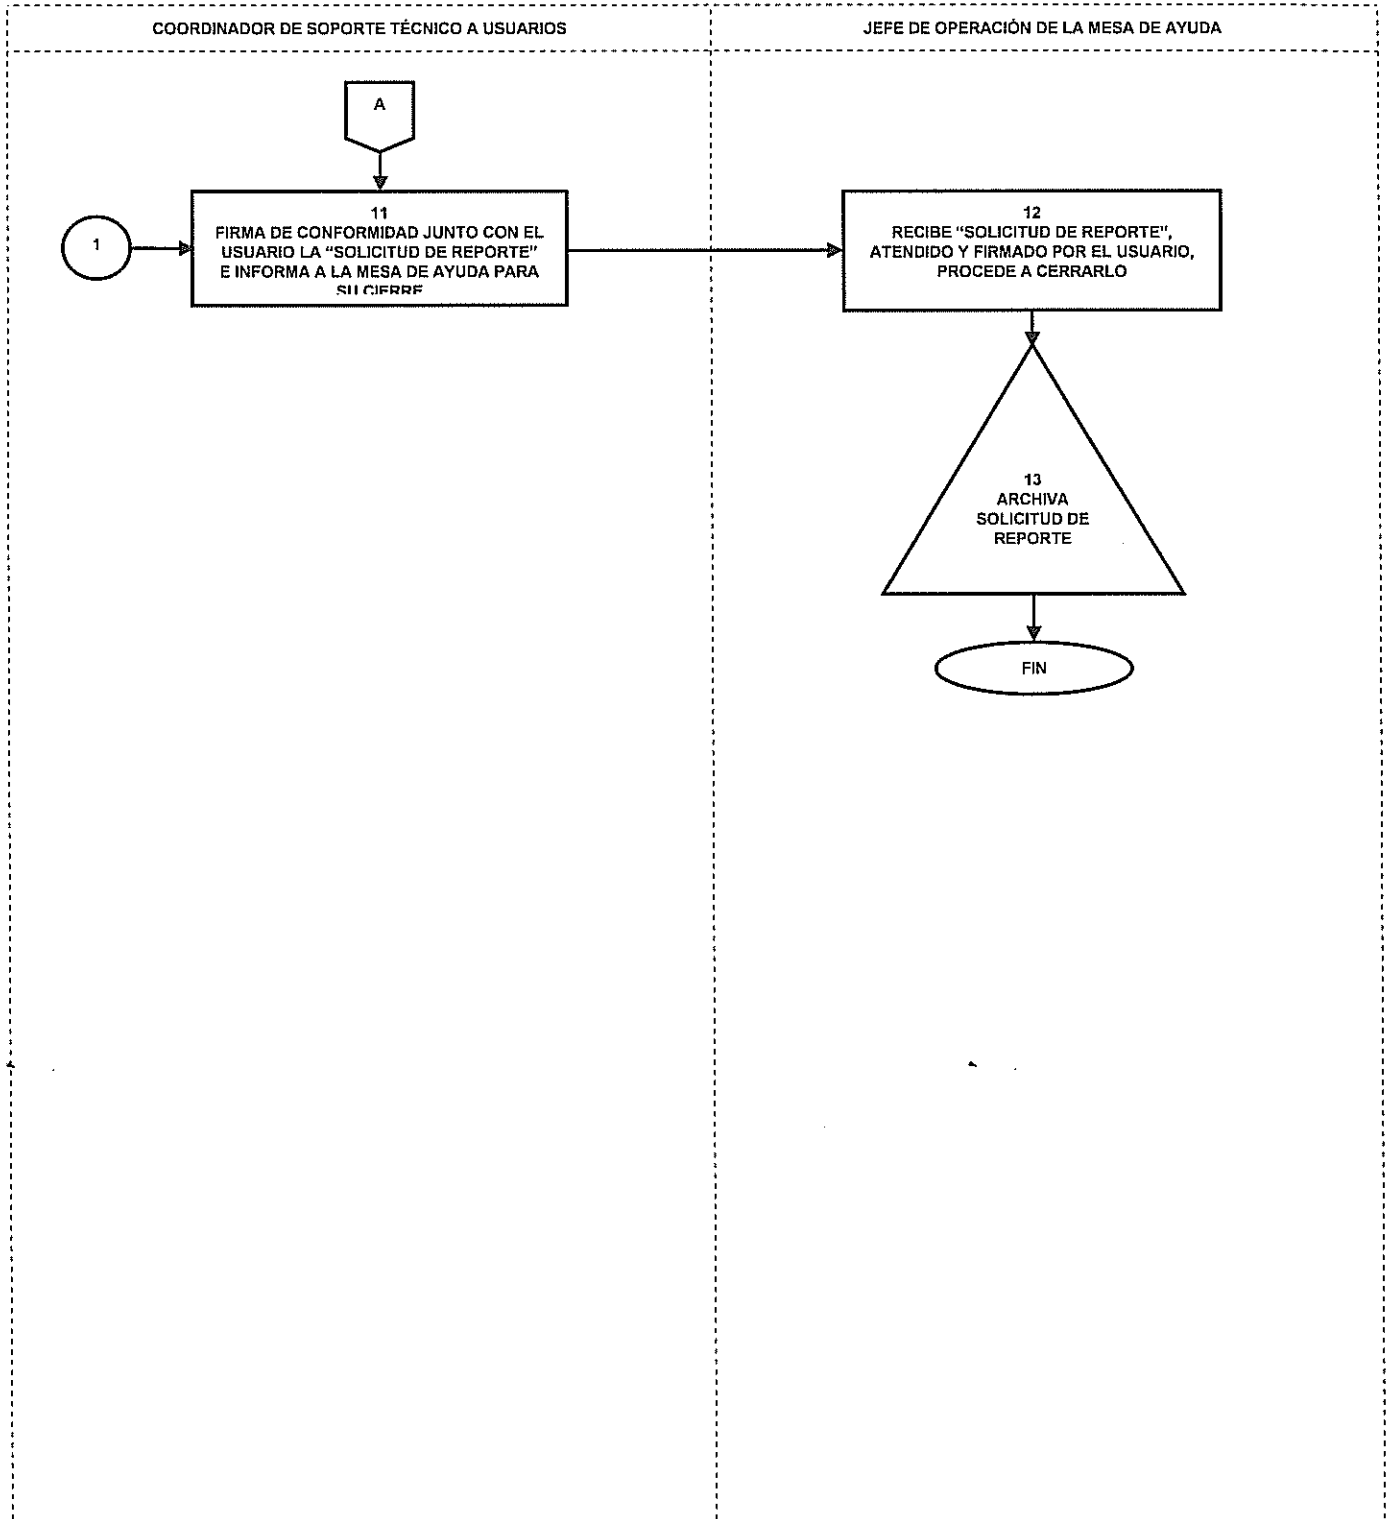 COORDINADOR DE SOPORTE TÉCNICO A USUARIOS
JEFE DE OPERACIÓN DE LA MESA DE AYUDA
A
1
11
FIRMA DE CONFORMIDAD JUNTO CON EL
USUARIO LA “SOLICITUD DE REPORTE”
E INFORMA A LA MESA DE AYUDA PARA
SU CIERRE
12
RECIBE “SOLICITUD DE REPORTE”,
ATENDIDO Y FIRMADO POR EL USUARIO,
PROCEDE A CERRARLO
13
ARCHIVA
SOLICITUD DE
REPORTE
FIN